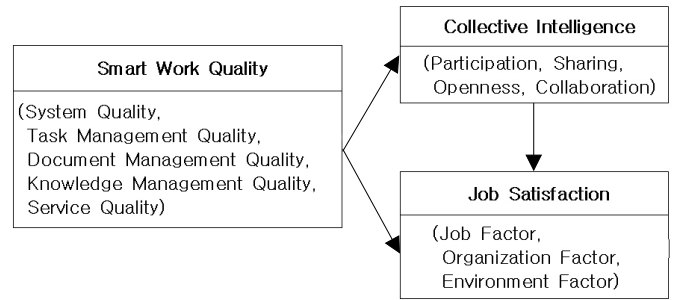 Smart Work Quality
(System Quality,
Task Management Quality,
Document Management Quality,
Knowledge Management Quality,
Service Quality)
Collective Intelligence
(Participation, Sharing,
Openness, Collaboration)
Job Satisfaction
(Job Factor,
Organization Factor,
Environment Factor)